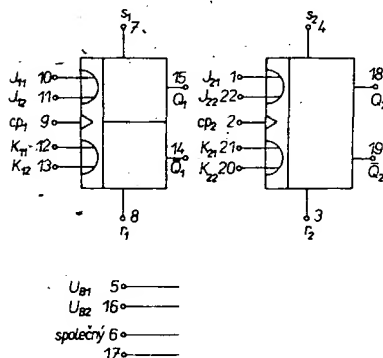 s1 7
s2 4
J11 10
J12 11
cp1 9
K11 12
K12 13
15 Q1
14 Q̅1
8
r1
J21 1
J22 22
cp2 2
K21 21
K22 20
18
19
3
r2
UB1 5
UB2 16
společný 6
17